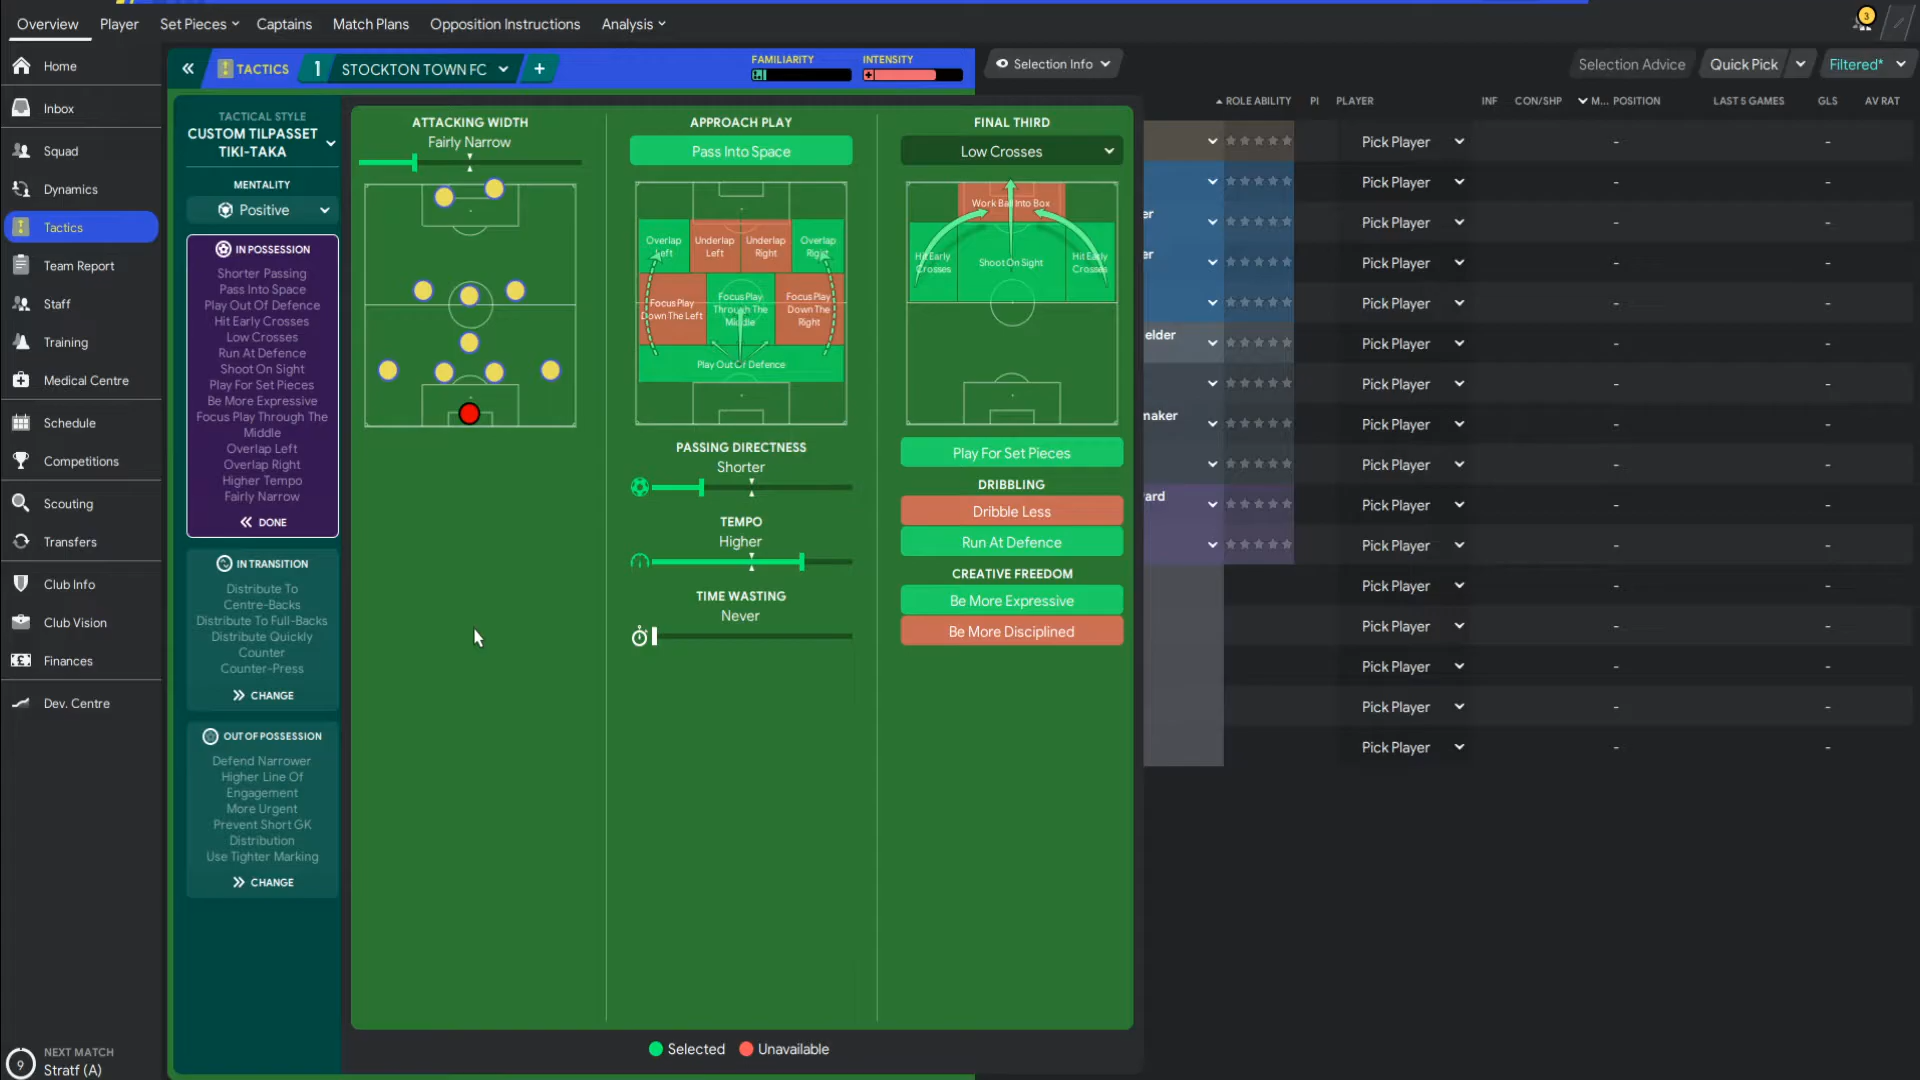 Overview Player Set Pieces Captains Match Plans Opposition Instructions Analysis
3
Home
Inbox
Squad
Dynamics
Tactics
Team Report
Staff
Training
Medical Centre
Schedule
Competitions
Scouting
Transfers
Club Info
Club Vision
Finances
Dev. Centre
9
NEXT MATCH
Stratf (A)
TACTICS
1
STOCKTON TOWN FC
+
FAMILIARITY
INTENSITY
Selection Info
Selection Advice
Quick Pick
Filtered*
TACTICAL STYLE
CUSTOM TILPASSET
TIKI-TAKA
MENTALITY
Positive
IN POSSESSION
Shorter Passing
Pass Into Space
Play Out Of Defence
Hit Early Crosses
Low Crosses
Run At Defence
Shoot On Sight
Play For Set Pieces
Be More Expressive
Focus Play Through The
Middle
Overlap Left
Overlap Right
Higher Tempo
Fairly Narrow
DONE
IN TRANSITION
Distribute To
Centre-Backs
Distribute To Full-Backs
Distribute Quickly
Counter
Counter-Press
CHANGE
OUT OF POSSESSION
Defend Narrower
Higher Line Of
Engagement
More Urgent
Prevent Short GK
Distribution
Use Tighter Marking
CHANGE
ATTACKING WIDTH
Fairly Narrow
APPROACH PLAY
Pass Into Space
Overlap
Left
Underlap
Left
Underlap
Right
Overlap
Right
Focus Play
Down The Left
Focus Play
Through The
Middle
Focus Play
Down The
Right
Play Out Of Defence
PASSING DIRECTNESS
Shorter
TEMPO
Higher
TIME WASTING
Never
FINAL THIRD
Low Crosses
Work Ball Into Box
Hit Early
Crosses
Shoot On Sight
Hit Early
Crosses
Play For Set Pieces
DRIBBLING
Dribble Less
Run At Defence
CREATIVE FREEDOM
Be More Expressive
Be More Disciplined
Selected
Unavailable
ROLE ABILITY PI PLAYER INF CON/SHP M... POSITION LAST 5 GAMES GLS AV RAT
Pick Player - -
Pick Player - -
er Pick Player - -
er Pick Player - -
Pick Player - -
elder Pick Player - -
Pick Player - -
maker Pick Player - -
Pick Player - -
ard Pick Player - -
Pick Player - -
Pick Player - -
Pick Player - -
Pick Player - -
Pick Player - -
Pick Player - -